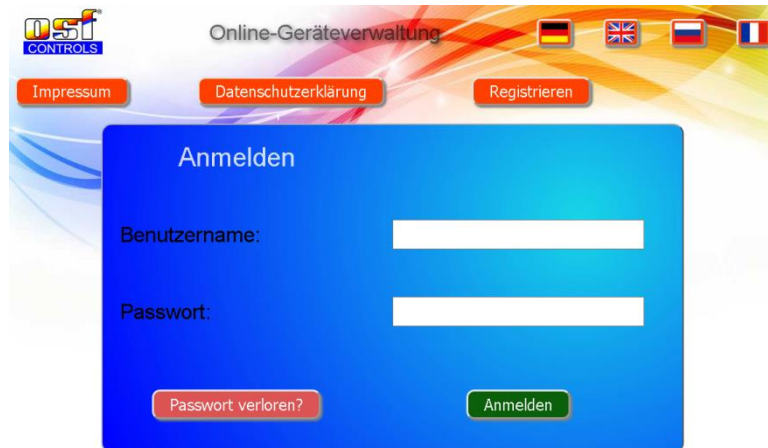 osf
CONTROLS
Online-Geräteverwaltung
Impressum
Datenschutzerklärung
Registrieren
Anmelden
Benutzername:
Passwort:
Passwort verloren?
Anmelden